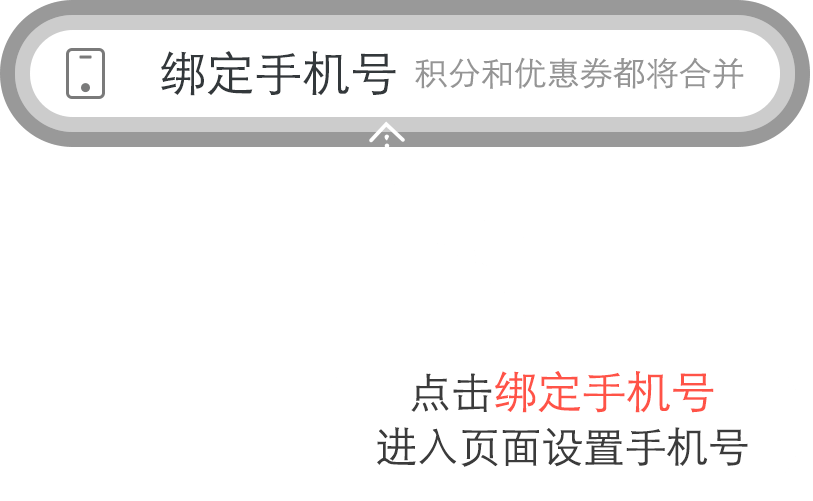 绑定手机号 积分和优惠券都将合并
点击绑定手机号
进入页面设置手机号